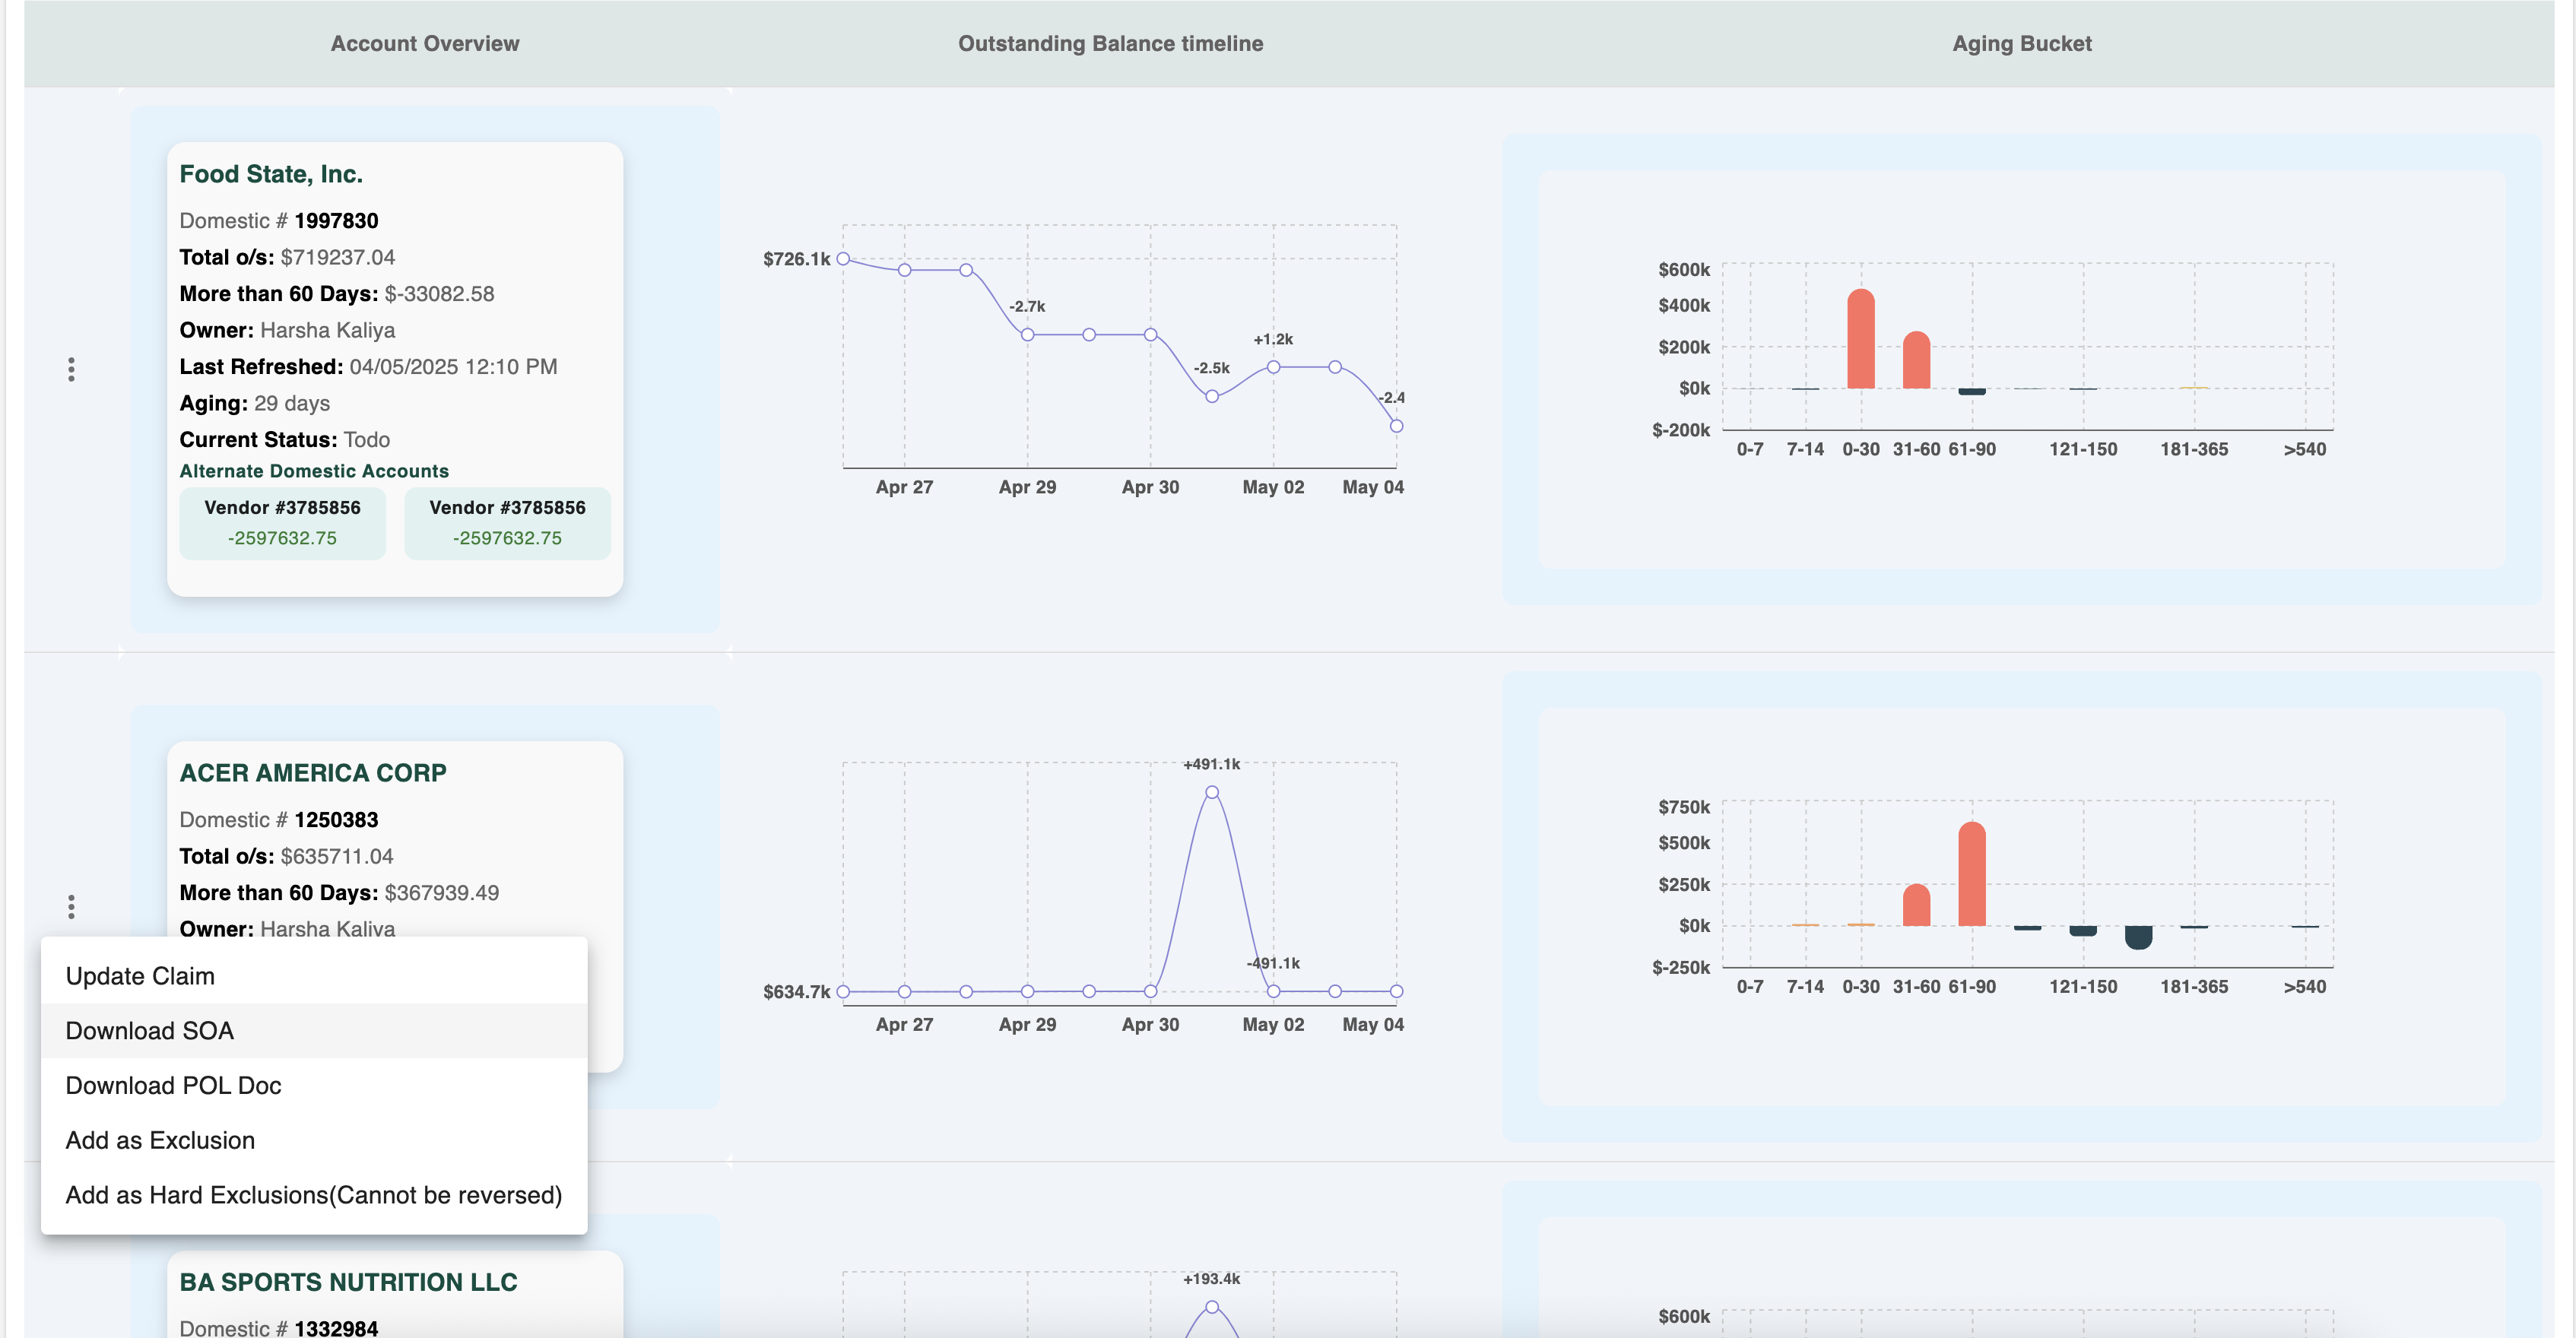 Account Overview
Outstanding Balance timeline
Aging Bucket
Food State, Inc.
Domestic # 1997830
Total o/s: $719237.04
More than 60 Days: $-33082.58
Owner: Harsha Kaliya
Last Refreshed: 04/05/2025 12:10 PM
Aging: 29 days
Current Status: Todo
Alternate Domestic Accounts
Vendor #3785856
-2597632.75
Vendor #3785856
-2597632.75
$726.1k
-2.7k
-2.5k
+1.2k
-2.4
Apr 27
Apr 29
Apr 30
May 02
May 04
$600k
$400k
$200k
$0k
$-200k
0-7
7-14
0-30
31-60
61-90
121-150
181-365
>540
ACER AMERICA CORP
Domestic # 1250383
Total o/s: $635711.04
More than 60 Days: $367939.49
Owner: Harsha Kaliya
Update Claim
Download SOA
Download POL Doc
Add as Exclusion
Add as Hard Exclusions(Cannot be reversed)
+491.1k
-491.1k
$634.7k
Apr 27
Apr 29
Apr 30
May 02
May 04
$750k
$500k
$250k
$0k
$-250k
0-7
7-14
0-30
31-60
61-90
121-150
181-365
>540
BA SPORTS NUTRITION LLC
Domestic # 1332984
+193.4k
$600k